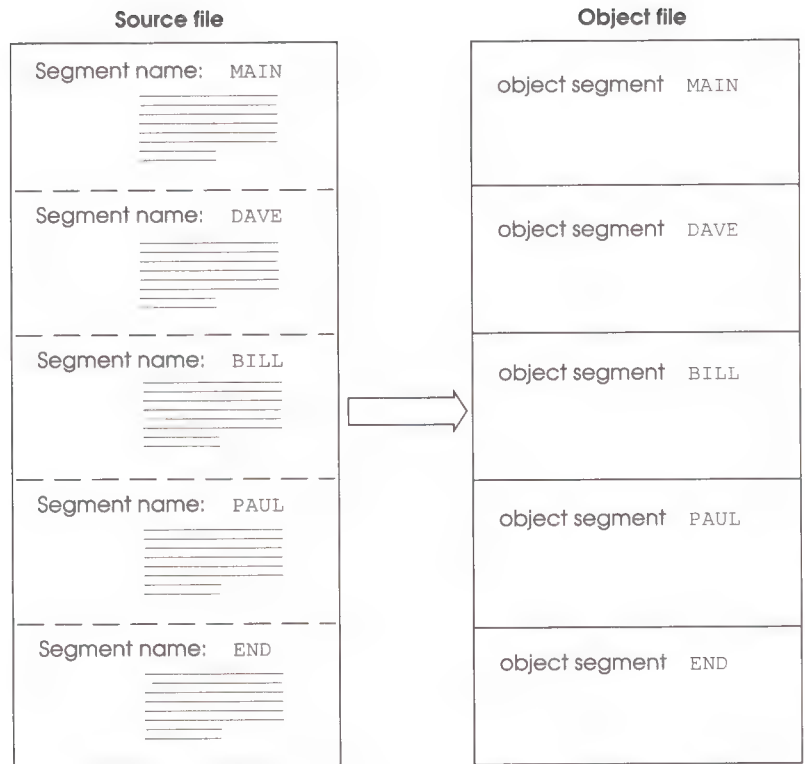 Source file
Segment name: MAIN
Segment name: DAVE
Segment name: BILL
Segment name: PAUL
Segment name: END
Object file
object segment MAIN
object segment DAVE
object segment BILL
object segment PAUL
object segment END